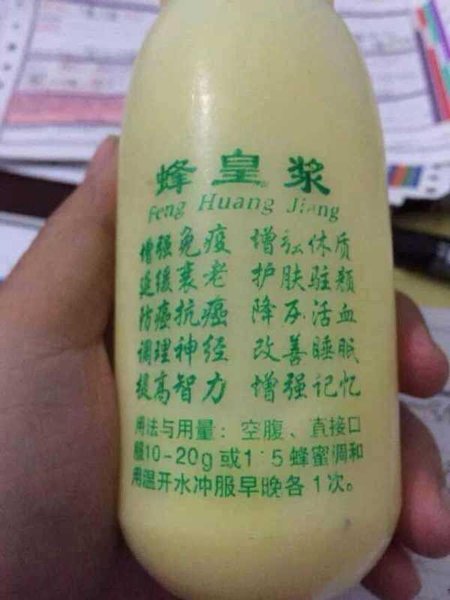 蜂皇浆
Feng Huang Jiang
增强免疫 增强体质
延缓衰老 护肤驻颜
防癌抗癌 降压活血
调理神经 改善睡眠
提高智力 增强记忆
用法与用量：空腹、直接口
服10-20g或1:5蜂蜜调和
用温开水冲服早晚各1次。